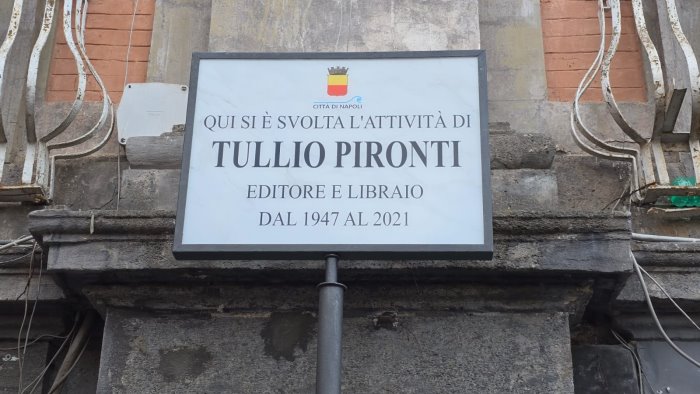 CITTÀ DI NAPOLI
QUI SI È SVOLTA L'ATTIVITÀ DI
TULLIO PIRONTI
EDITORE E LIBRAIO
DAL 1947 AL 2021